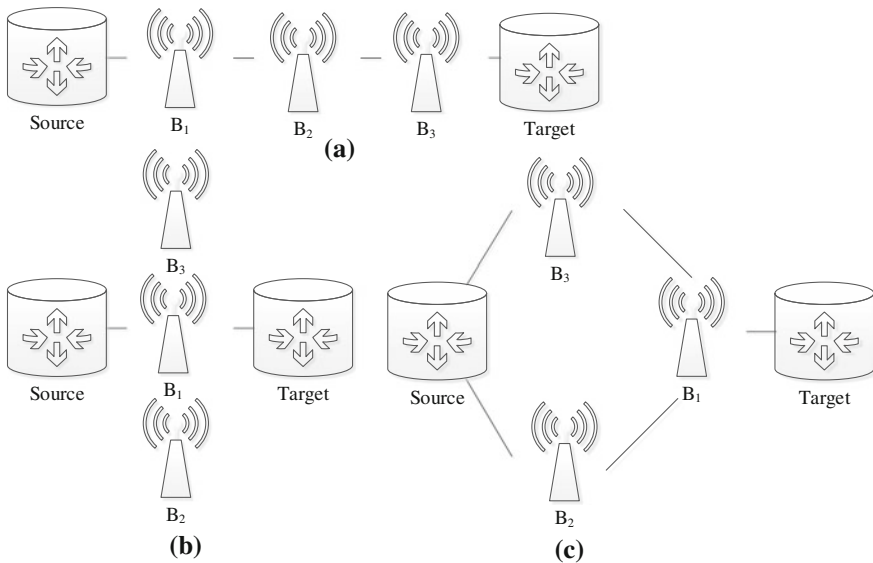 Source
B₁
B₂
B₃
Target
(a)
B₃
Source
B₁
Target
B₂
(b)
B₃
Source
B₁
Target
B₂
(c)